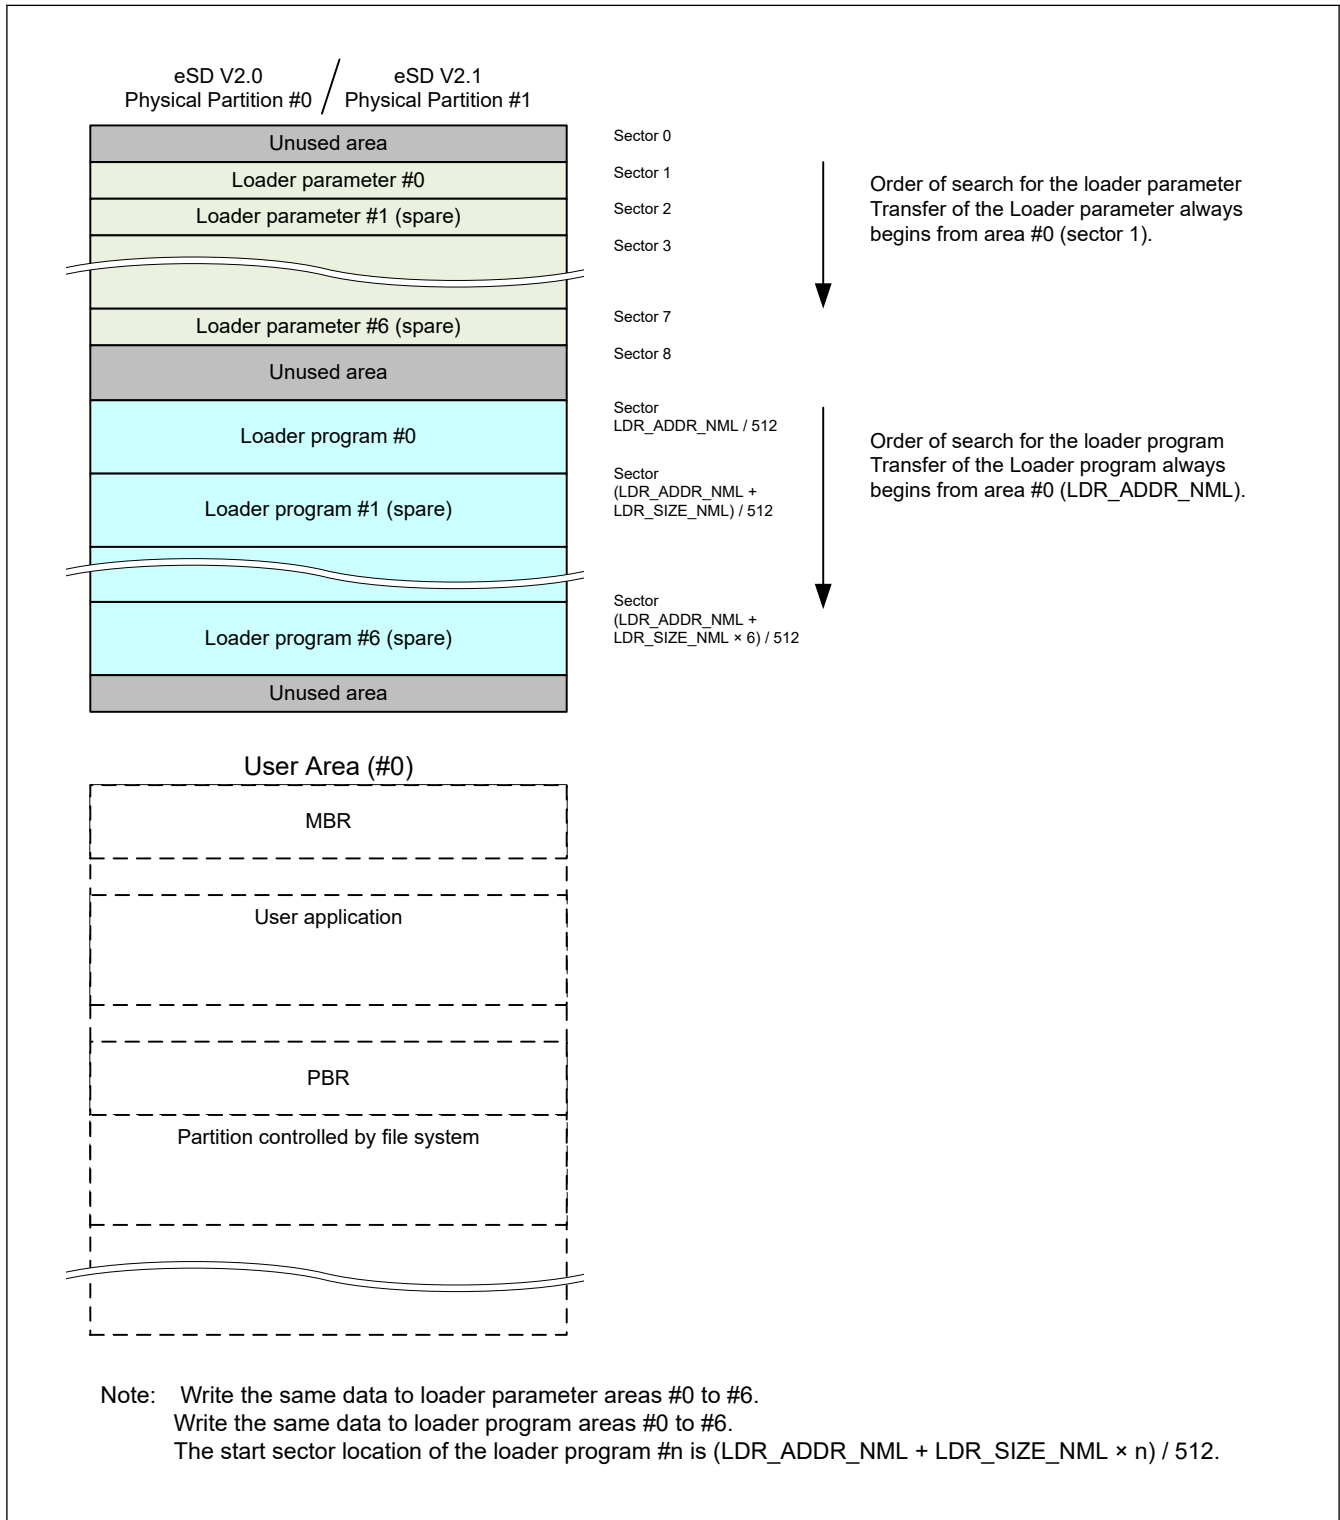 eSD V2.0
Physical Partition #0
/
eSD V2.1
Physical Partition #1
Unused area
Sector 0
Loader parameter #0
Sector 1
Loader parameter #1 (spare)
Sector 2
Sector 3
Loader parameter #6 (spare)
Sector 7
Unused area
Sector 8
Order of search for the loader parameter
Transfer of the Loader parameter always
begins from area #0 (sector 1).
Loader program #0
Sector
LDR_ADDR_NML / 512
Loader program #1 (spare)
Sector
(LDR_ADDR_NML +
LDR_SIZE_NML) / 512
Loader program #6 (spare)
Sector
(LDR_ADDR_NML +
LDR_SIZE_NML × 6) / 512
Unused area
Order of search for the loader program
Transfer of the Loader program always
begins from area #0 (LDR_ADDR_NML).
User Area (#0)
MBR
User application
PBR
Partition controlled by file system
Note: Write the same data to loader parameter areas #0 to #6.
Write the same data to loader program areas #0 to #6.
The start sector location of the loader program #n is (LDR_ADDR_NML + LDR_SIZE_NML × n) / 512.